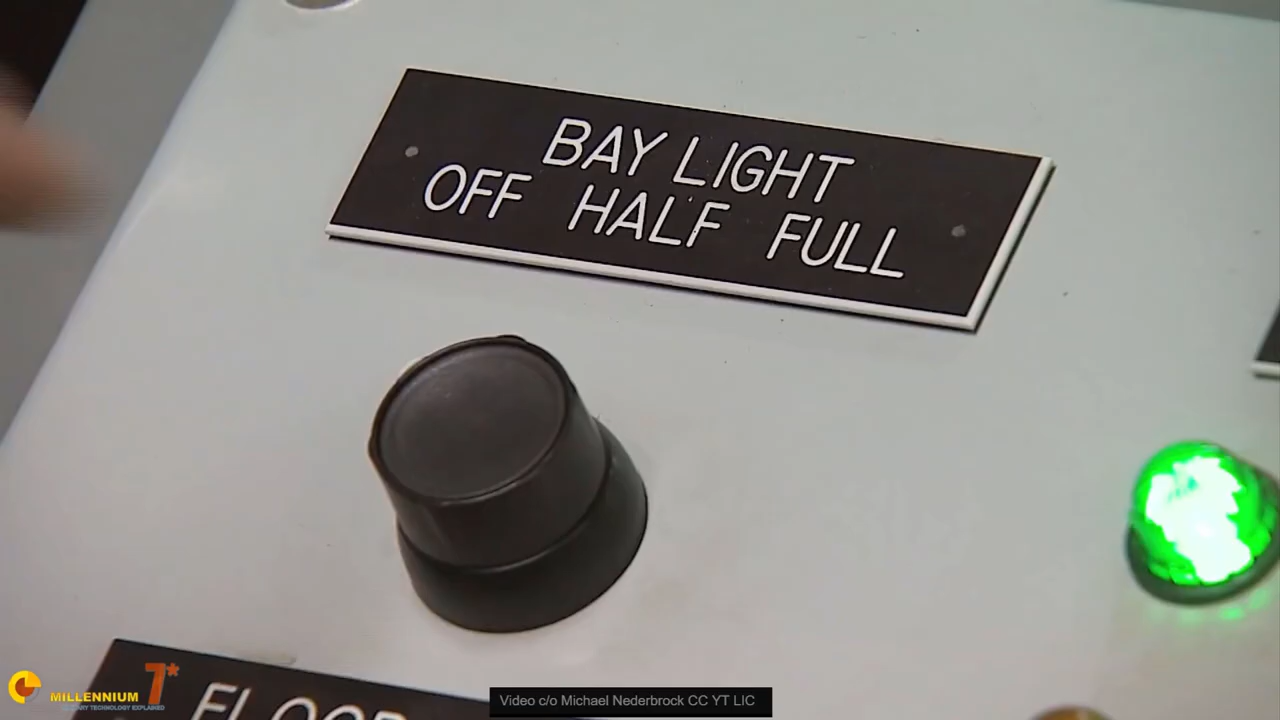 BAY LIGHT
OFF HALF FULL
MILLENNIUM 7*
Video c/o Michael Nederbrock CC YT LIC